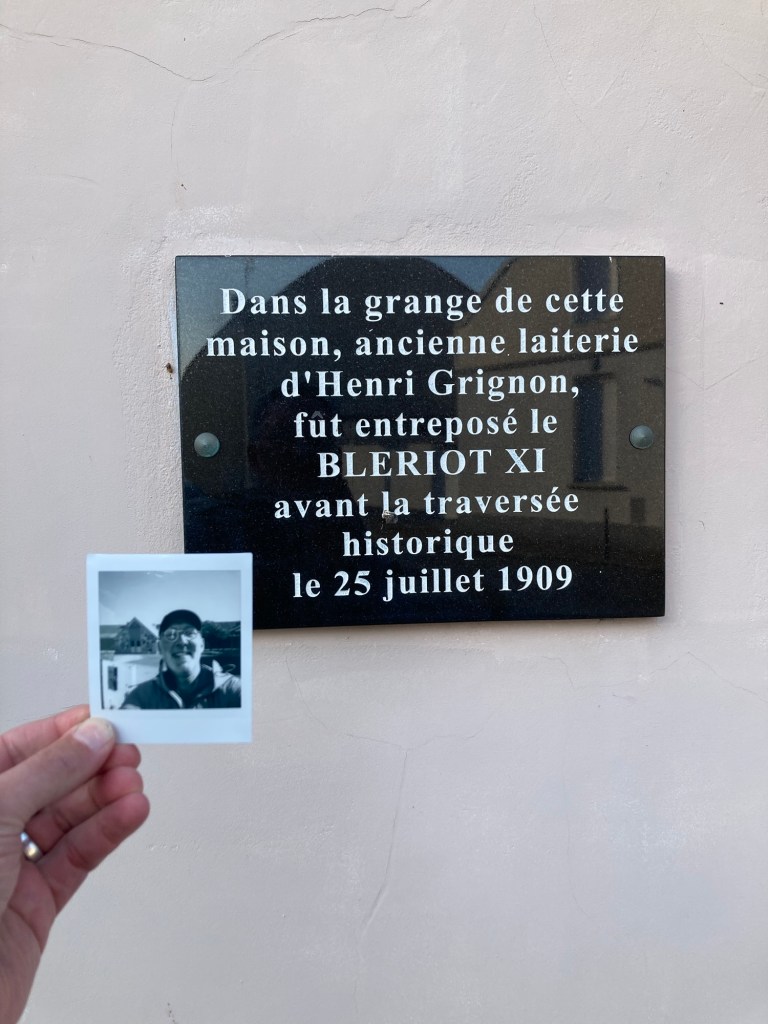 Dans la grange de cette
maison, ancienne laiterie
d'Henri Grignon,
fût entreposé le
BLERIOT XI
avant la traversée
historique
le 25 juillet 1909